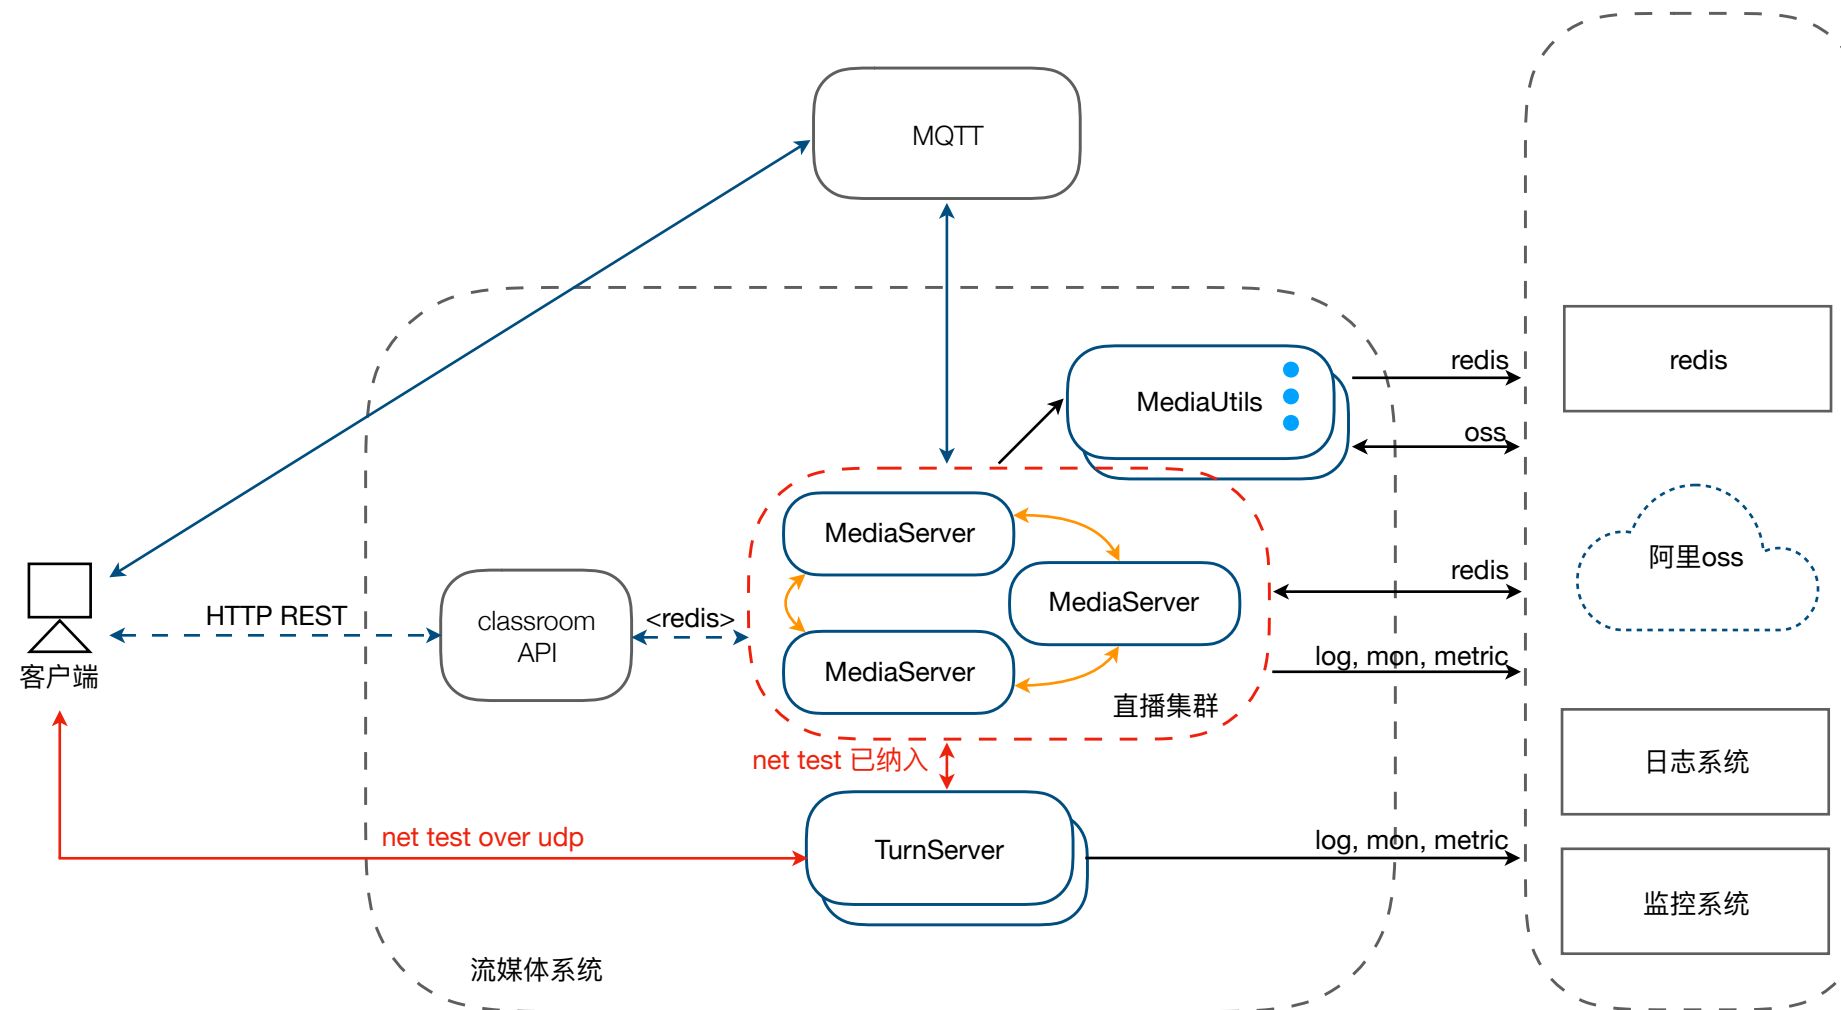 MQTT
redis
MediaUtils
redis
oss
MediaServer
阿里oss
redis
MediaServer
HTTP REST
<redis>
classroom
API
log, mon, metric
MediaServer
客户端
直播集群
net test 已纳入
日志系统
net test over udp
TurnServer
log, mon, metric
监控系统
流媒体系统